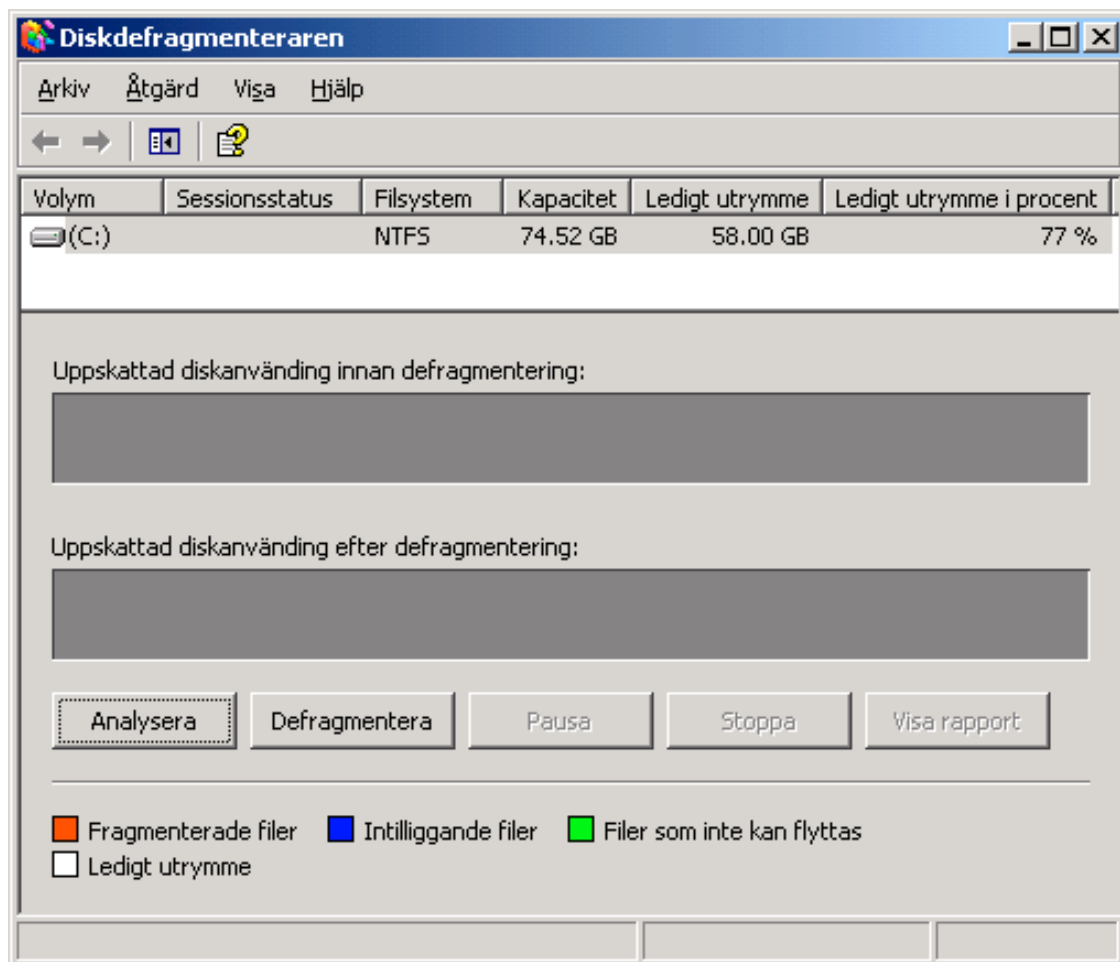 Diskdefragmenteraren
Arkiv Åtgärd Visa Hjälp
Volym Sessionsstatus Filsystem Kapacitet Ledigt utrymme Ledigt utrymme i procent
(C:) NTFS 74.52 GB 58.00 GB 77 %
Uppskattad diskanvänding innan defragmentering:
Uppskattad diskanvänding efter defragmentering:
Analysera Defragmentera Pausa Stoppa Visa rapport
Fragmenterade filer Intilliggande filer Filer som inte kan flyttas
Ledigt utrymme